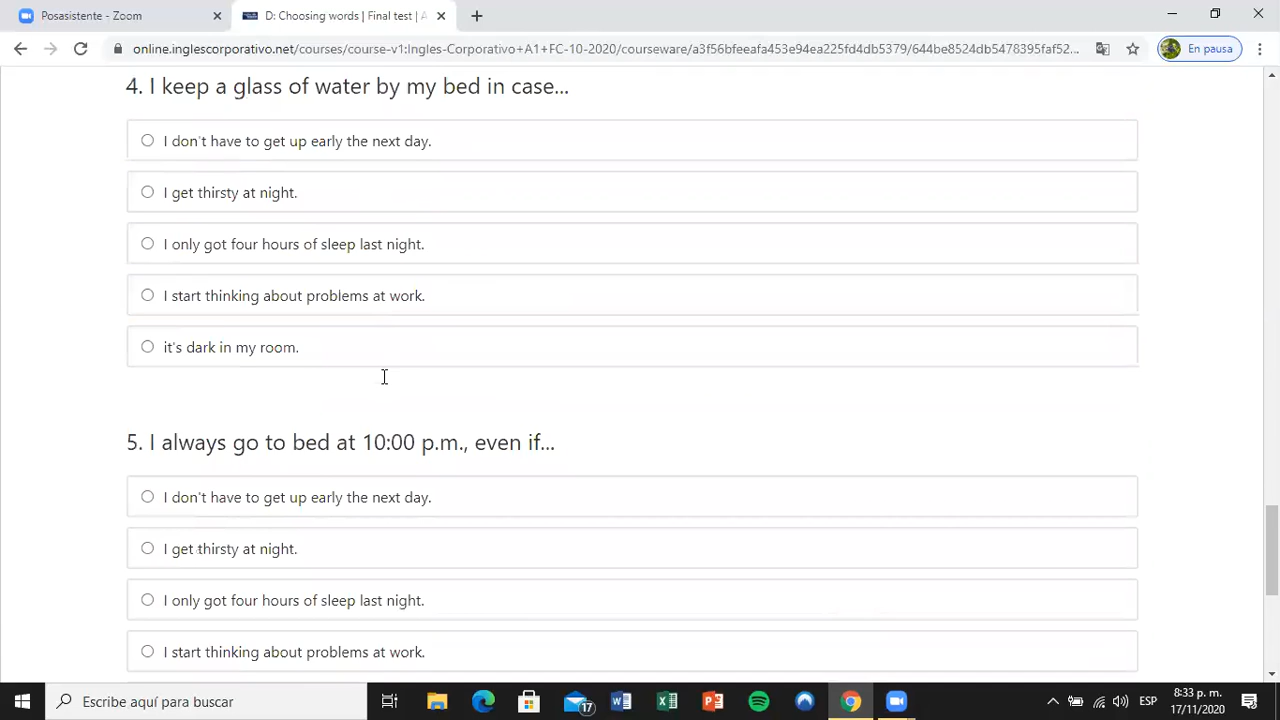 Posasistente - Zoom
D: Choosing words | Final test |
online.inglescorporativo.net/courses/course-v1:Ingles-Corporativo+A1+FC-10-2020/courseware/a3f56bfeeafa453e94ea225fd4db5379/644be8524db5478395faf52...
En pausa
4. I keep a glass of water by my bed in case...
I don't have to get up early the next day.
I get thirsty at night.
I only got four hours of sleep last night.
I start thinking about problems at work.
it's dark in my room.
5. I always go to bed at 10:00 p.m., even if...
I don't have to get up early the next day.
I get thirsty at night.
I only got four hours of sleep last night.
I start thinking about problems at work.
Escribe aquí para buscar
17
ESP
8:33 p. m.
17/11/2020